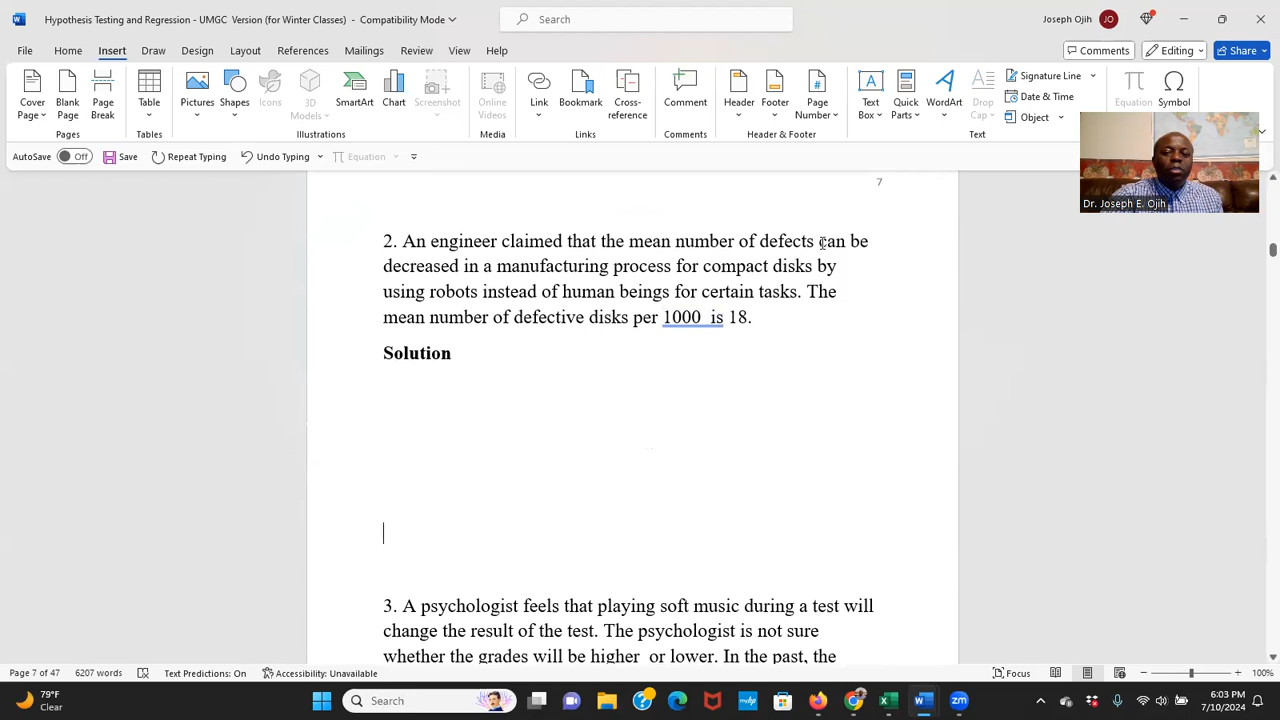 Hypothesis Testing and Regression - UMGC Version (for Winter Classes) - Compatibility Mode
Search
Joseph Ojih
JO
File Home Insert Draw Design Layout References Mailings Review View Help
Comments Editing Share
Cover Page Blank Page Page Break Table Pictures Shapes Icons 3D Models SmartArt Chart Screenshot Online Videos Link Bookmark Cross-reference Comment Header Footer Page Number Text Box Quick Parts WordArt Drop Cap Signature Line Date & Time Object Equation Symbol
Pages Tables Illustrations Media Links Comments Header & Footer Text
AutoSave Off Save Repeat Typing Undo Typing Equation
Dr. Joseph E. Ojih
7
2. An engineer claimed that the mean number of defects can be
decreased in a manufacturing process for compact disks by
using robots instead of human beings for certain tasks. The
mean number of defective disks per 1000 is 18.
Solution
3. A psychologist feels that playing soft music during a test will
change the result of the test. The psychologist is not sure
whether the grades will be higher or lower. In the past, the
Page 7 of 47 6207 words Text Predictions: On Accessibility: Unavailable Focus 100%
79°F
Clear
Search
6:03 PM
7/10/2024